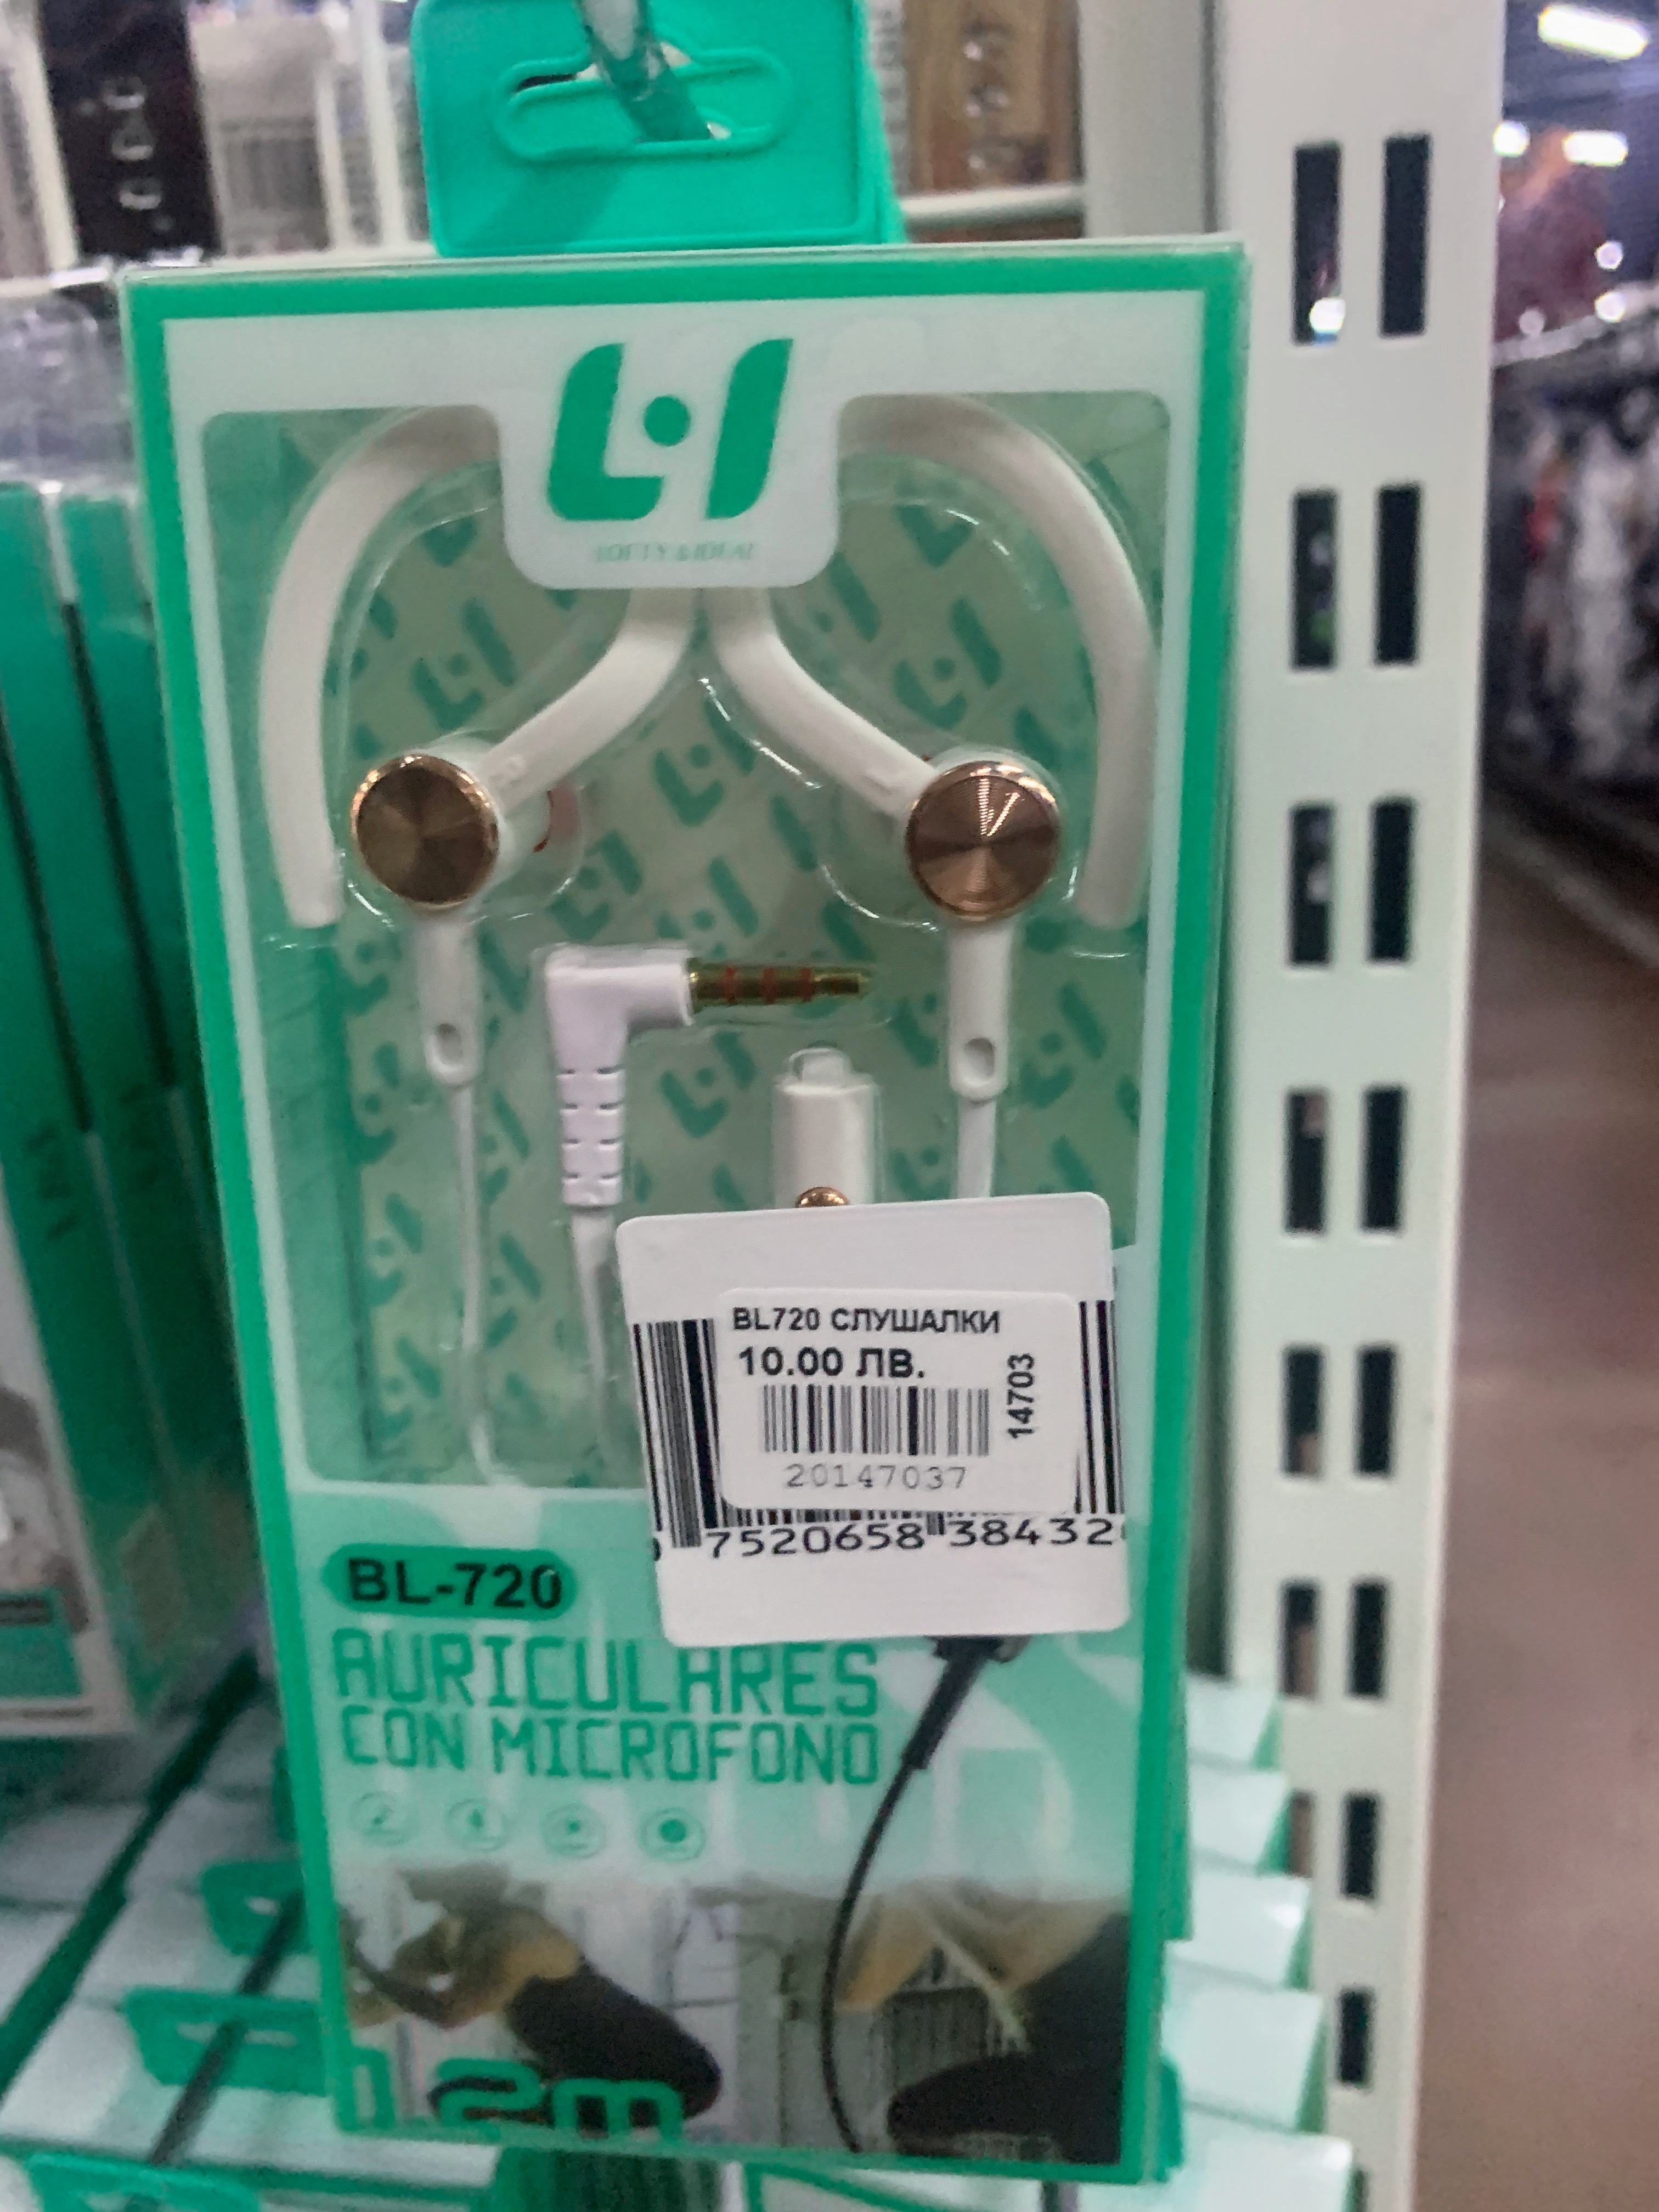 LOFTY & IDEAL
BL720 СЛУШАЛКИ
10.00 ЛВ.
14703
20147037
7520658 38432
BL-720
AURICULARES
CON MICROFONO
1.2m